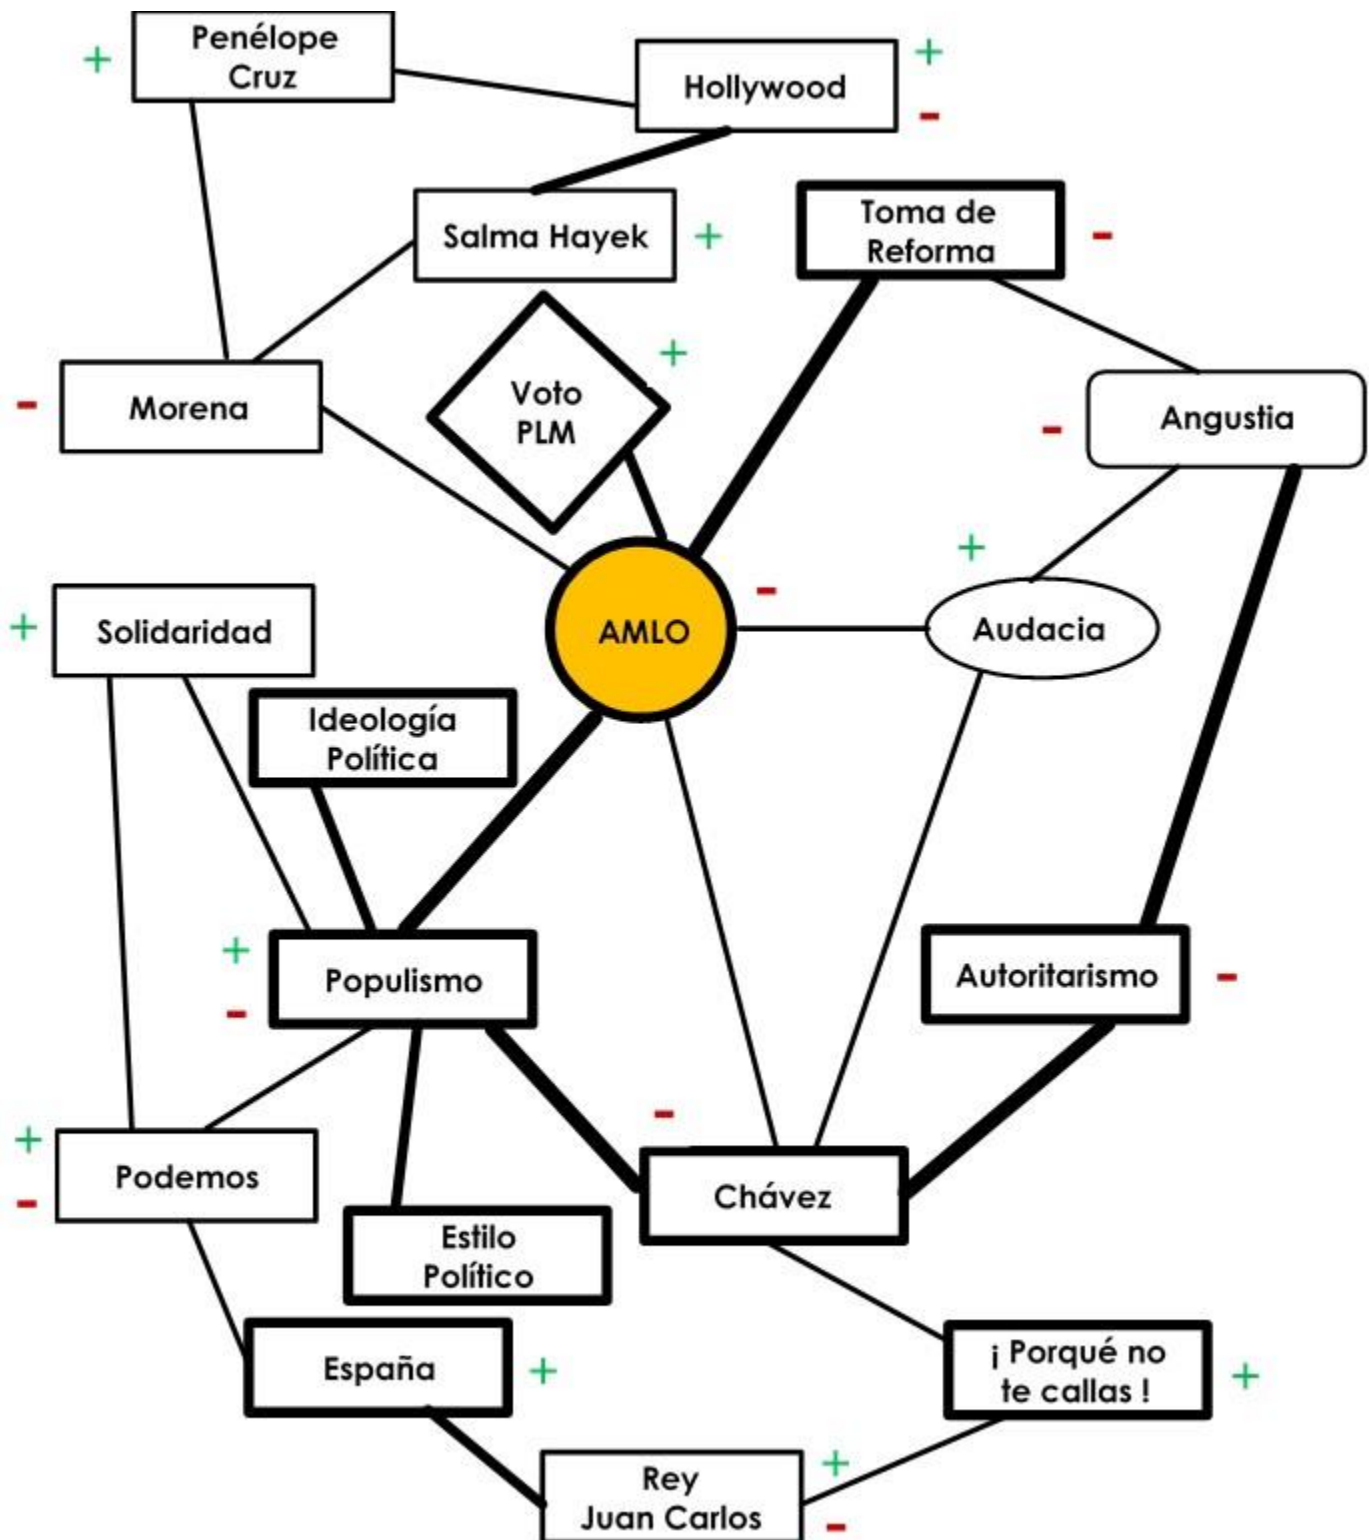 +
Penélope
Cruz
Hollywood
+
-
Salma Hayek
+
Toma de
Reforma
-
-
Morena
Voto
PLM
+
-
Angustia
+
-
AMLO
Audacia
+
Solidaridad
Ideología
Política
+
-
Populismo
Autoritarismo
-
+
-
Podemos
-
Chávez
Estilo
Político
España
+
¡ Porqué no
te callas !
+
Rey
Juan Carlos
+
-